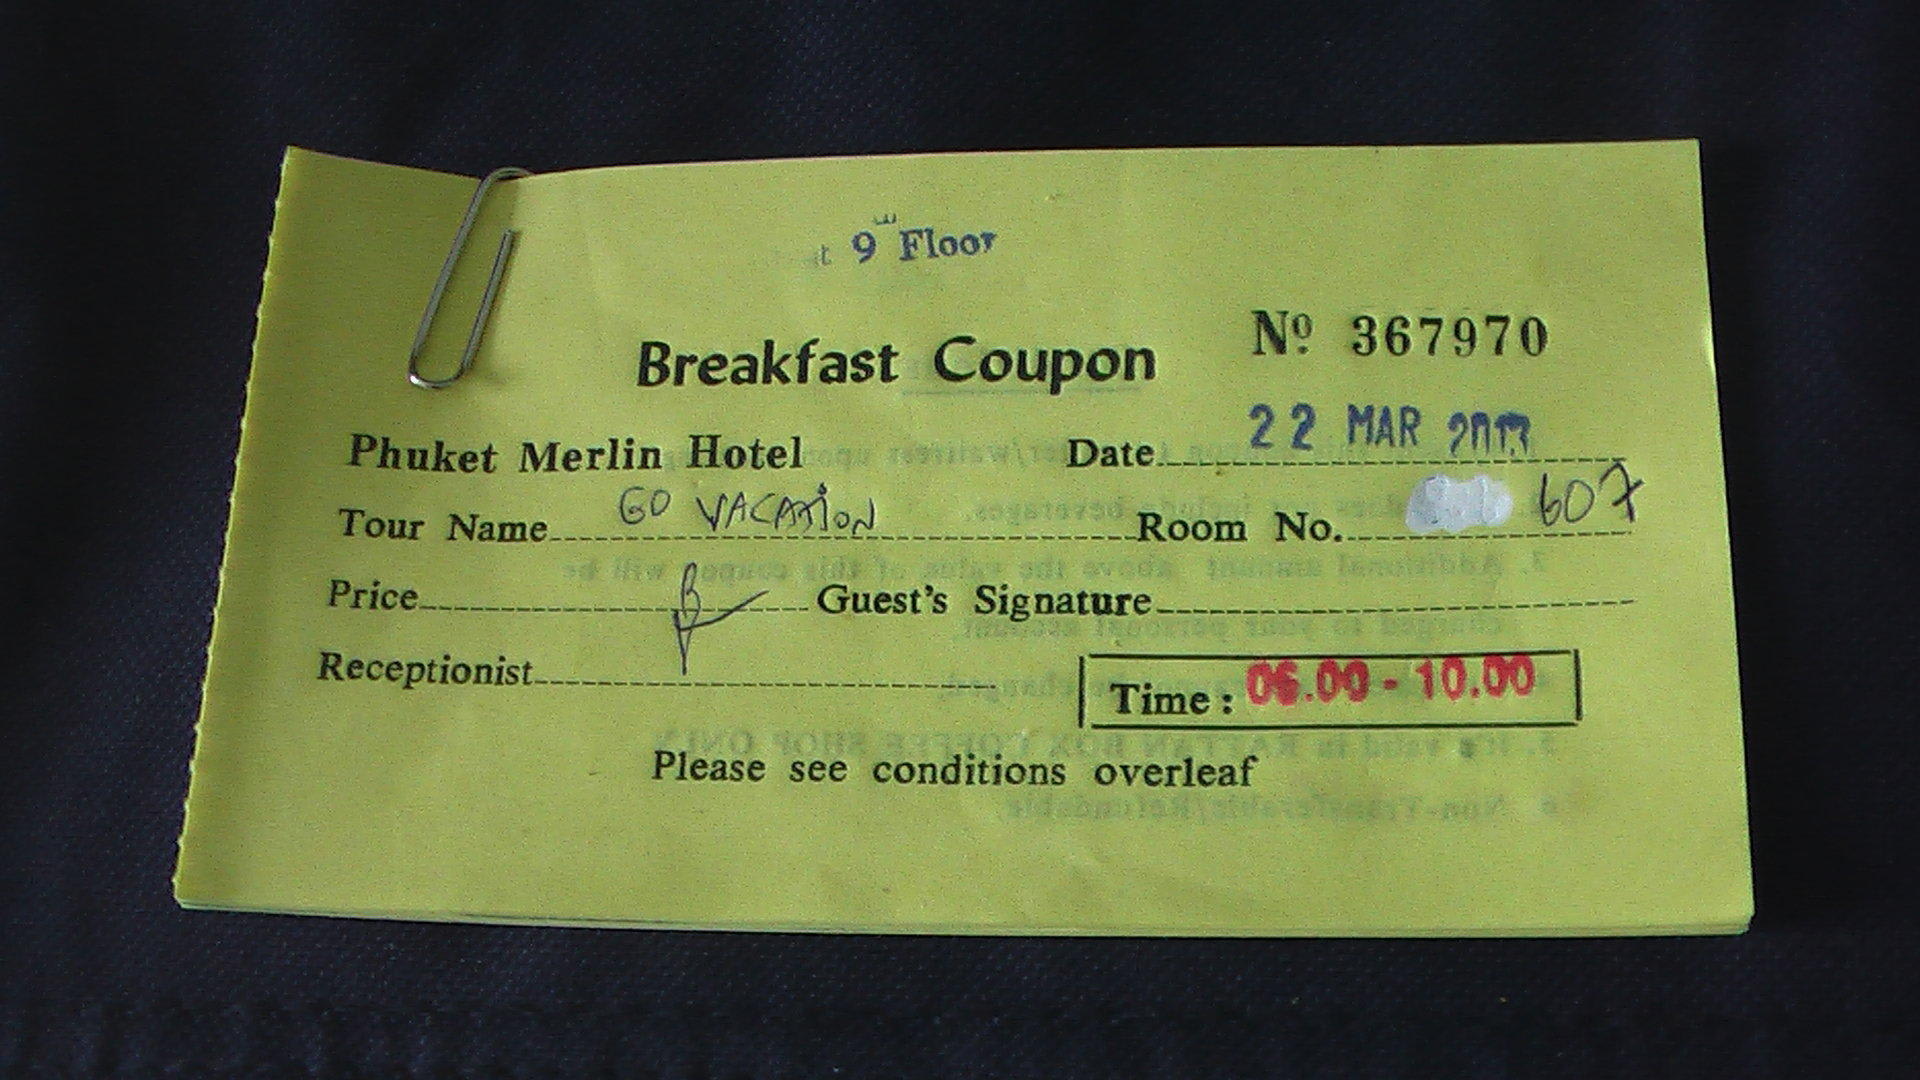 9 Floor
Breakfast Coupon Nº 367970
Phuket Merlin Hotel Date 22 MAR
Tour Name GO VACATION Room No. 607
Price Guest's Signature
Receptionist Time : 06.00 - 10.00
Please see conditions overleaf